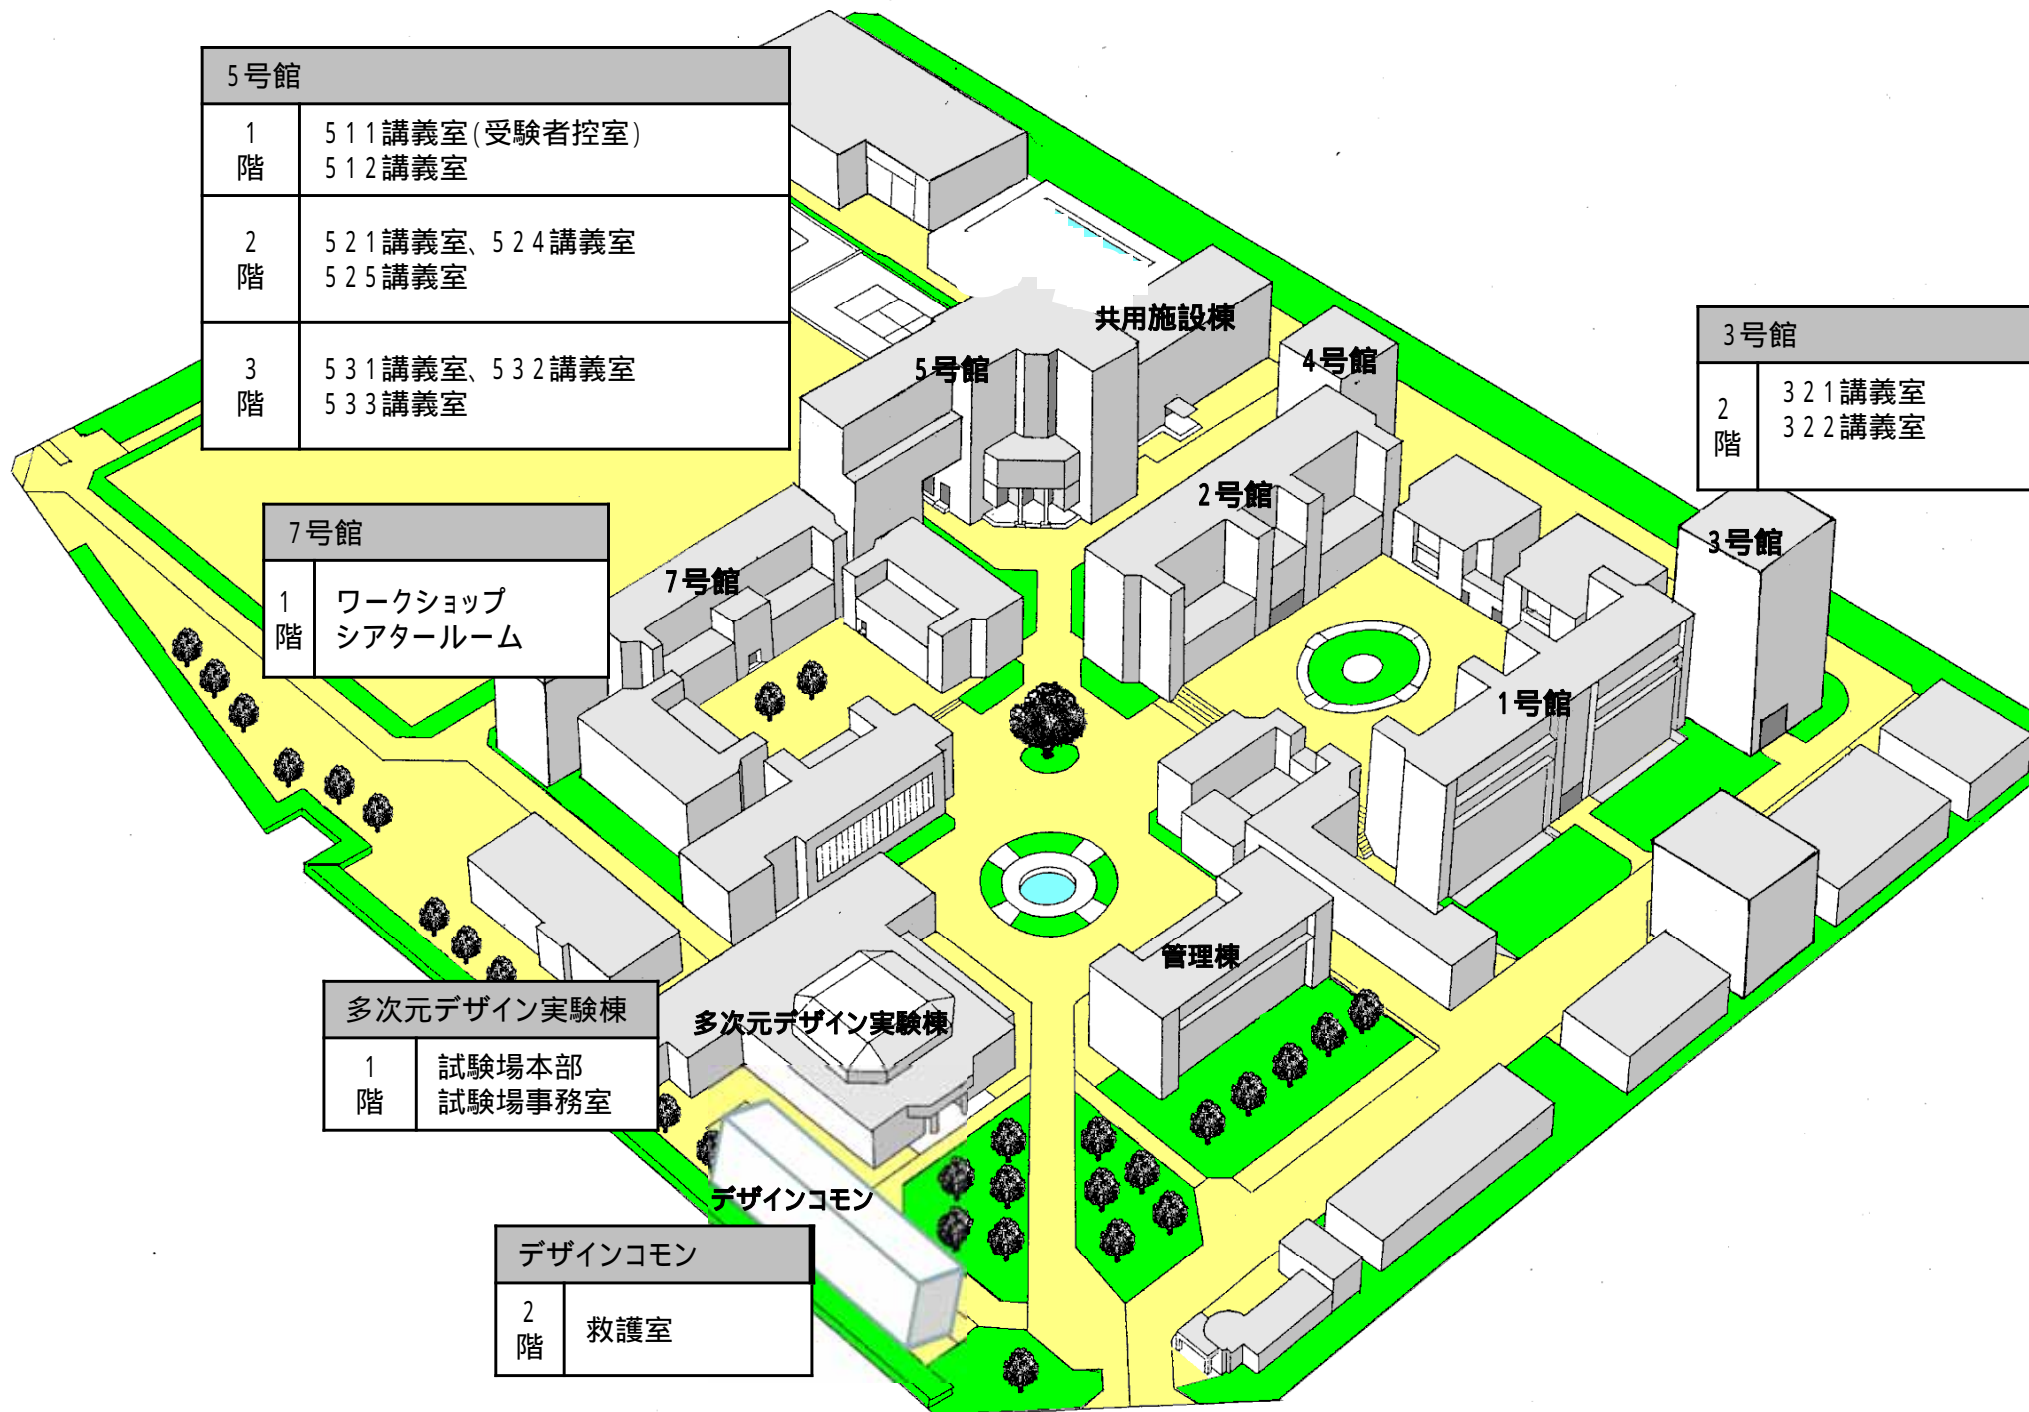 5号館
1階
511講義室(受験者控室)
512講義室
2階
521講義室、524講義室
525講義室
3階
531講義室、532講義室
533講義室
共用施設棟
5号館
4号館
3号館
2階
321講義室
322講義室
2号館
3号館
7号館
1階
ワークショップ
シアタールーム
7号館
1号館
管理棟
多次元デザイン実験棟
1階
試験場本部
試験場事務室
多次元デザイン実験棟
デザインコモン
デザインコモン
2階
救護室